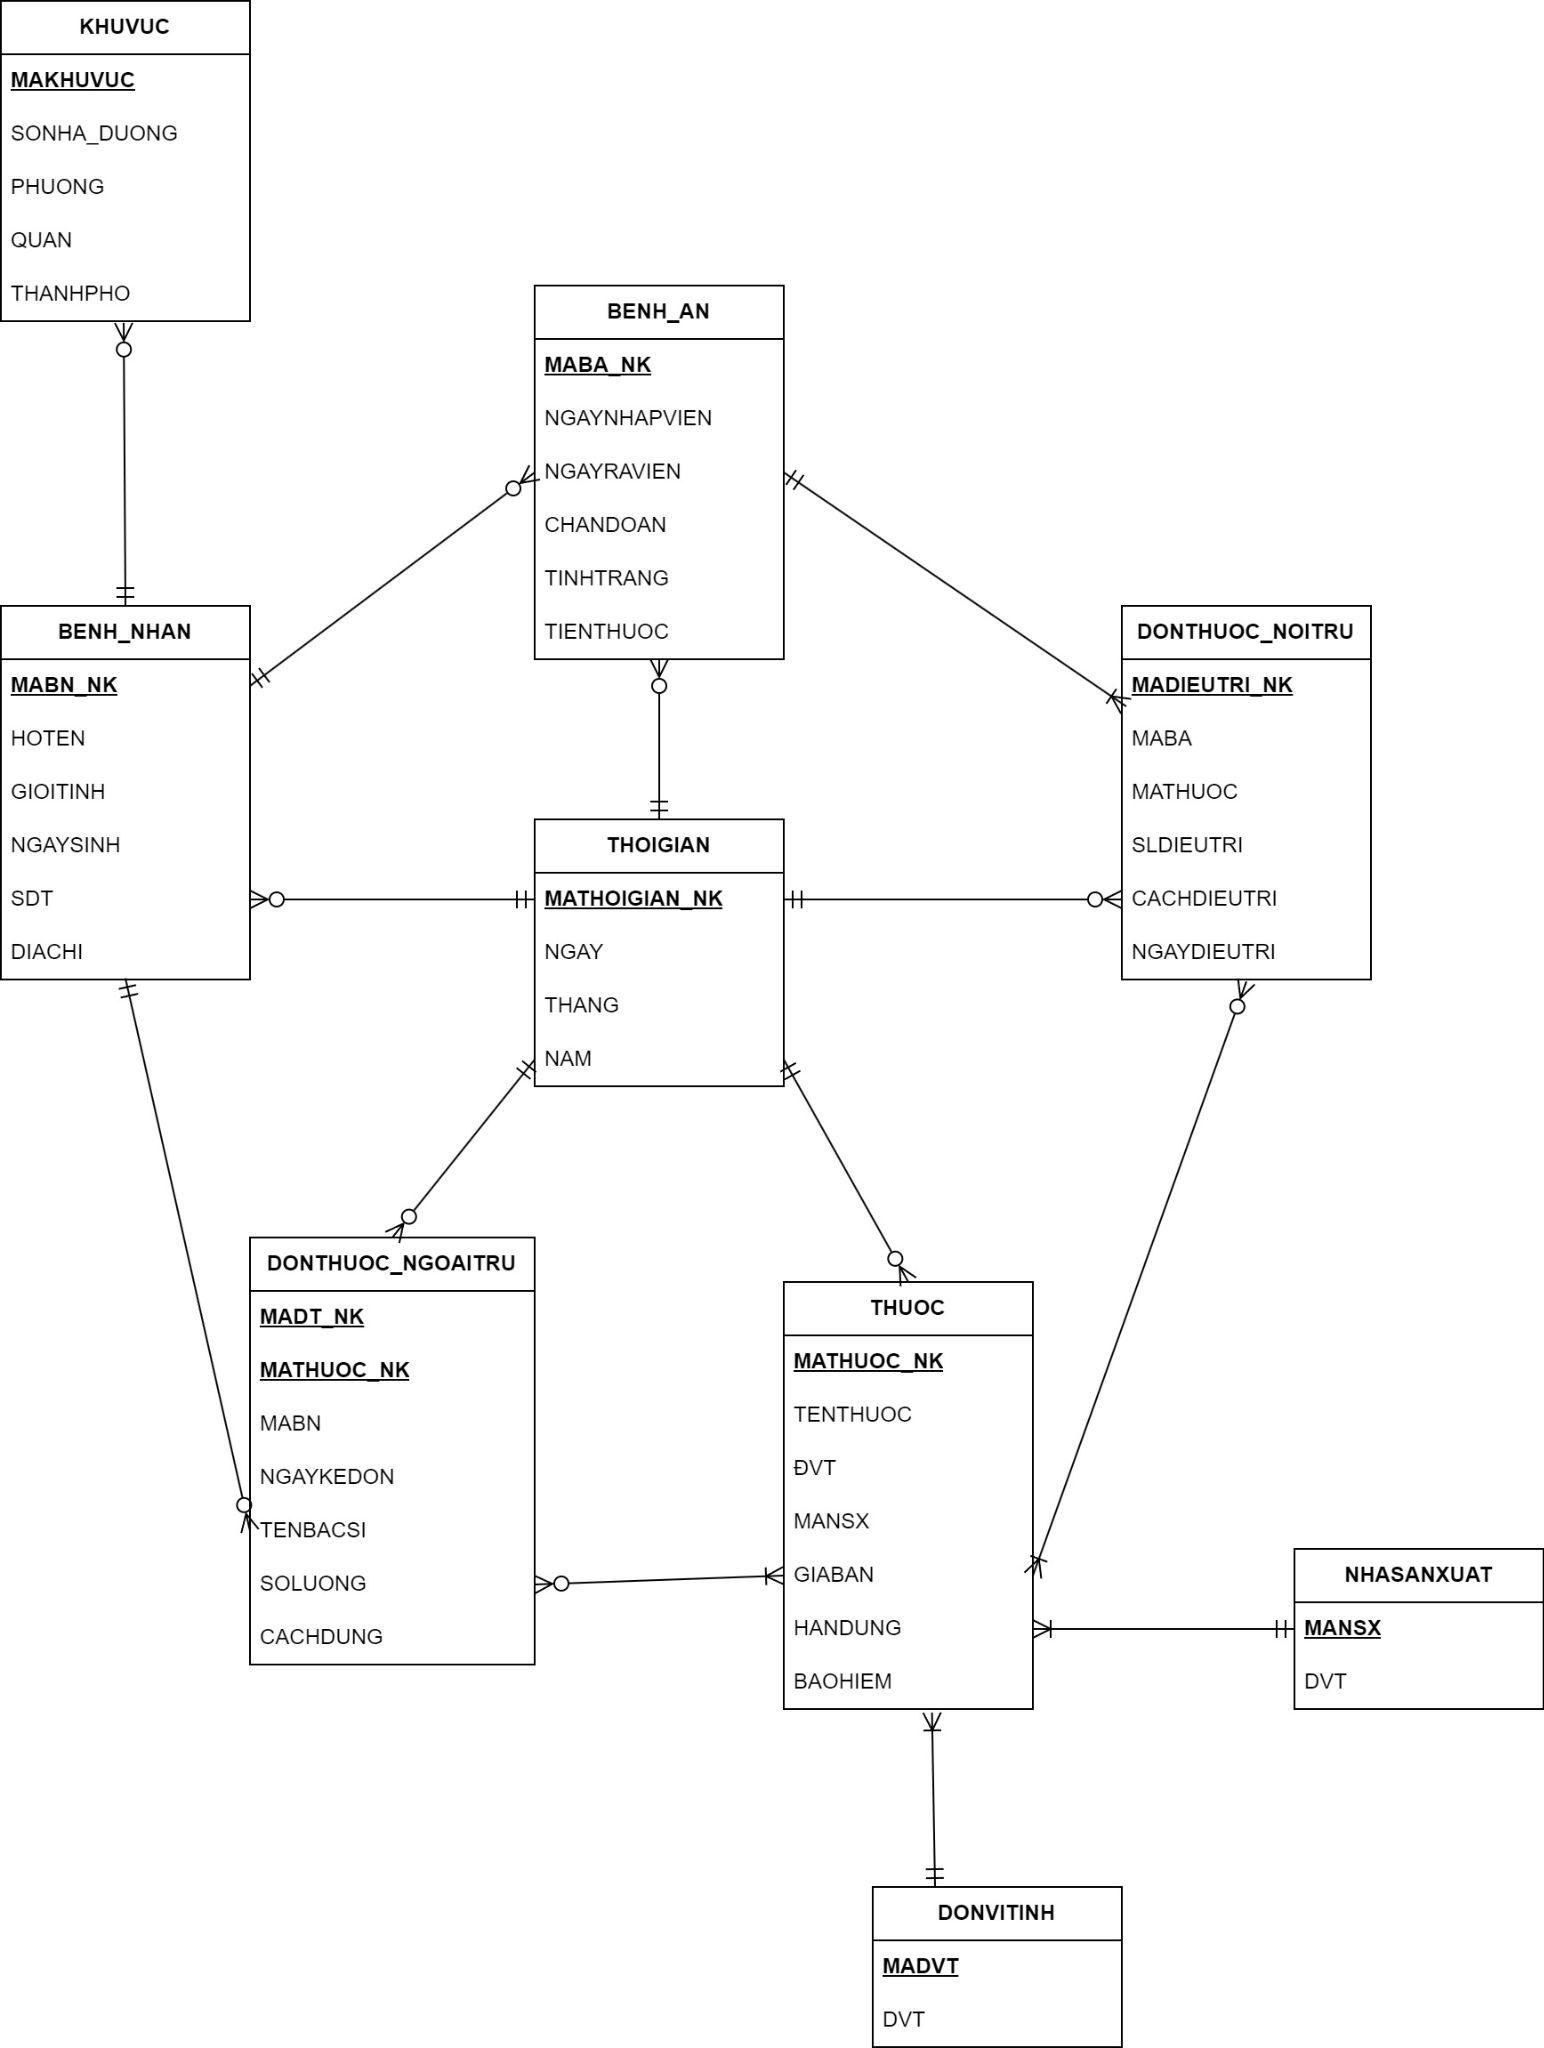 KHUVUC
MAKHUVUC
SONHA_DUONG
PHUONG
QUAN
THANHPHO
BENH_AN
MABA_NK
NGAYNHAPVIEN
NGAYRAVIEN
CHANDOAN
TINHTRANG
TIENTHUOC
BENH_NHAN
MABN_NK
HOTEN
GIOITINH
NGAYSINH
SDT
DIACHI
DONTHUOC_NOITRU
MADIEUTRI_NK
MABA
MATHUOC
SLDIEUTRI
CACHDIEUTRI
NGAYDIEUTRI
THOIGIAN
MATHOIGIAN_NK
NGAY
THANG
NAM
DONTHUOC_NGOAITRU
MADT_NK
MATHUOC_NK
MABN
NGAYKEDON
TENBACSI
SOLUONG
CACHDUNG
THUOC
MATHUOC_NK
TENTHUOC
ĐVT
MANSX
GIABAN
HANDUNG
BAOHIEM
NHASANXUAT
MANSX
DVT
DONVITINH
MADVT
DVT